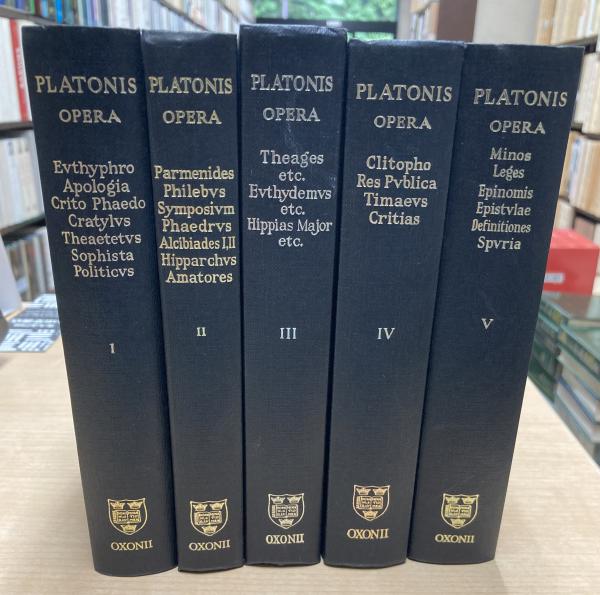 PLATONIS
OPERA
Evthyphro
Apologia
Crito Phaedo
Cratylvs
Theaetetvs
Sophista
Politicvs
I
OXONII
PLATONIS
OPERA
Parmenides
Philebvs
Symposivm
Phaedrvs
Alcibiades I, II
Hipparchvs
Amatores
II
OXONII
PLATONIS
OPERA
Theages
etc.
Evthydemvs
etc.
Hippias Major
etc.
III
OXONII
PLATONIS
OPERA
Clitopho
Res Pvblica
Timaevs
Critias
IV
OXONII
PLATONIS
OPERA
Minos
Leges
Epinomis
Epistvlae
Definitiones
Spvria
V
OXONII